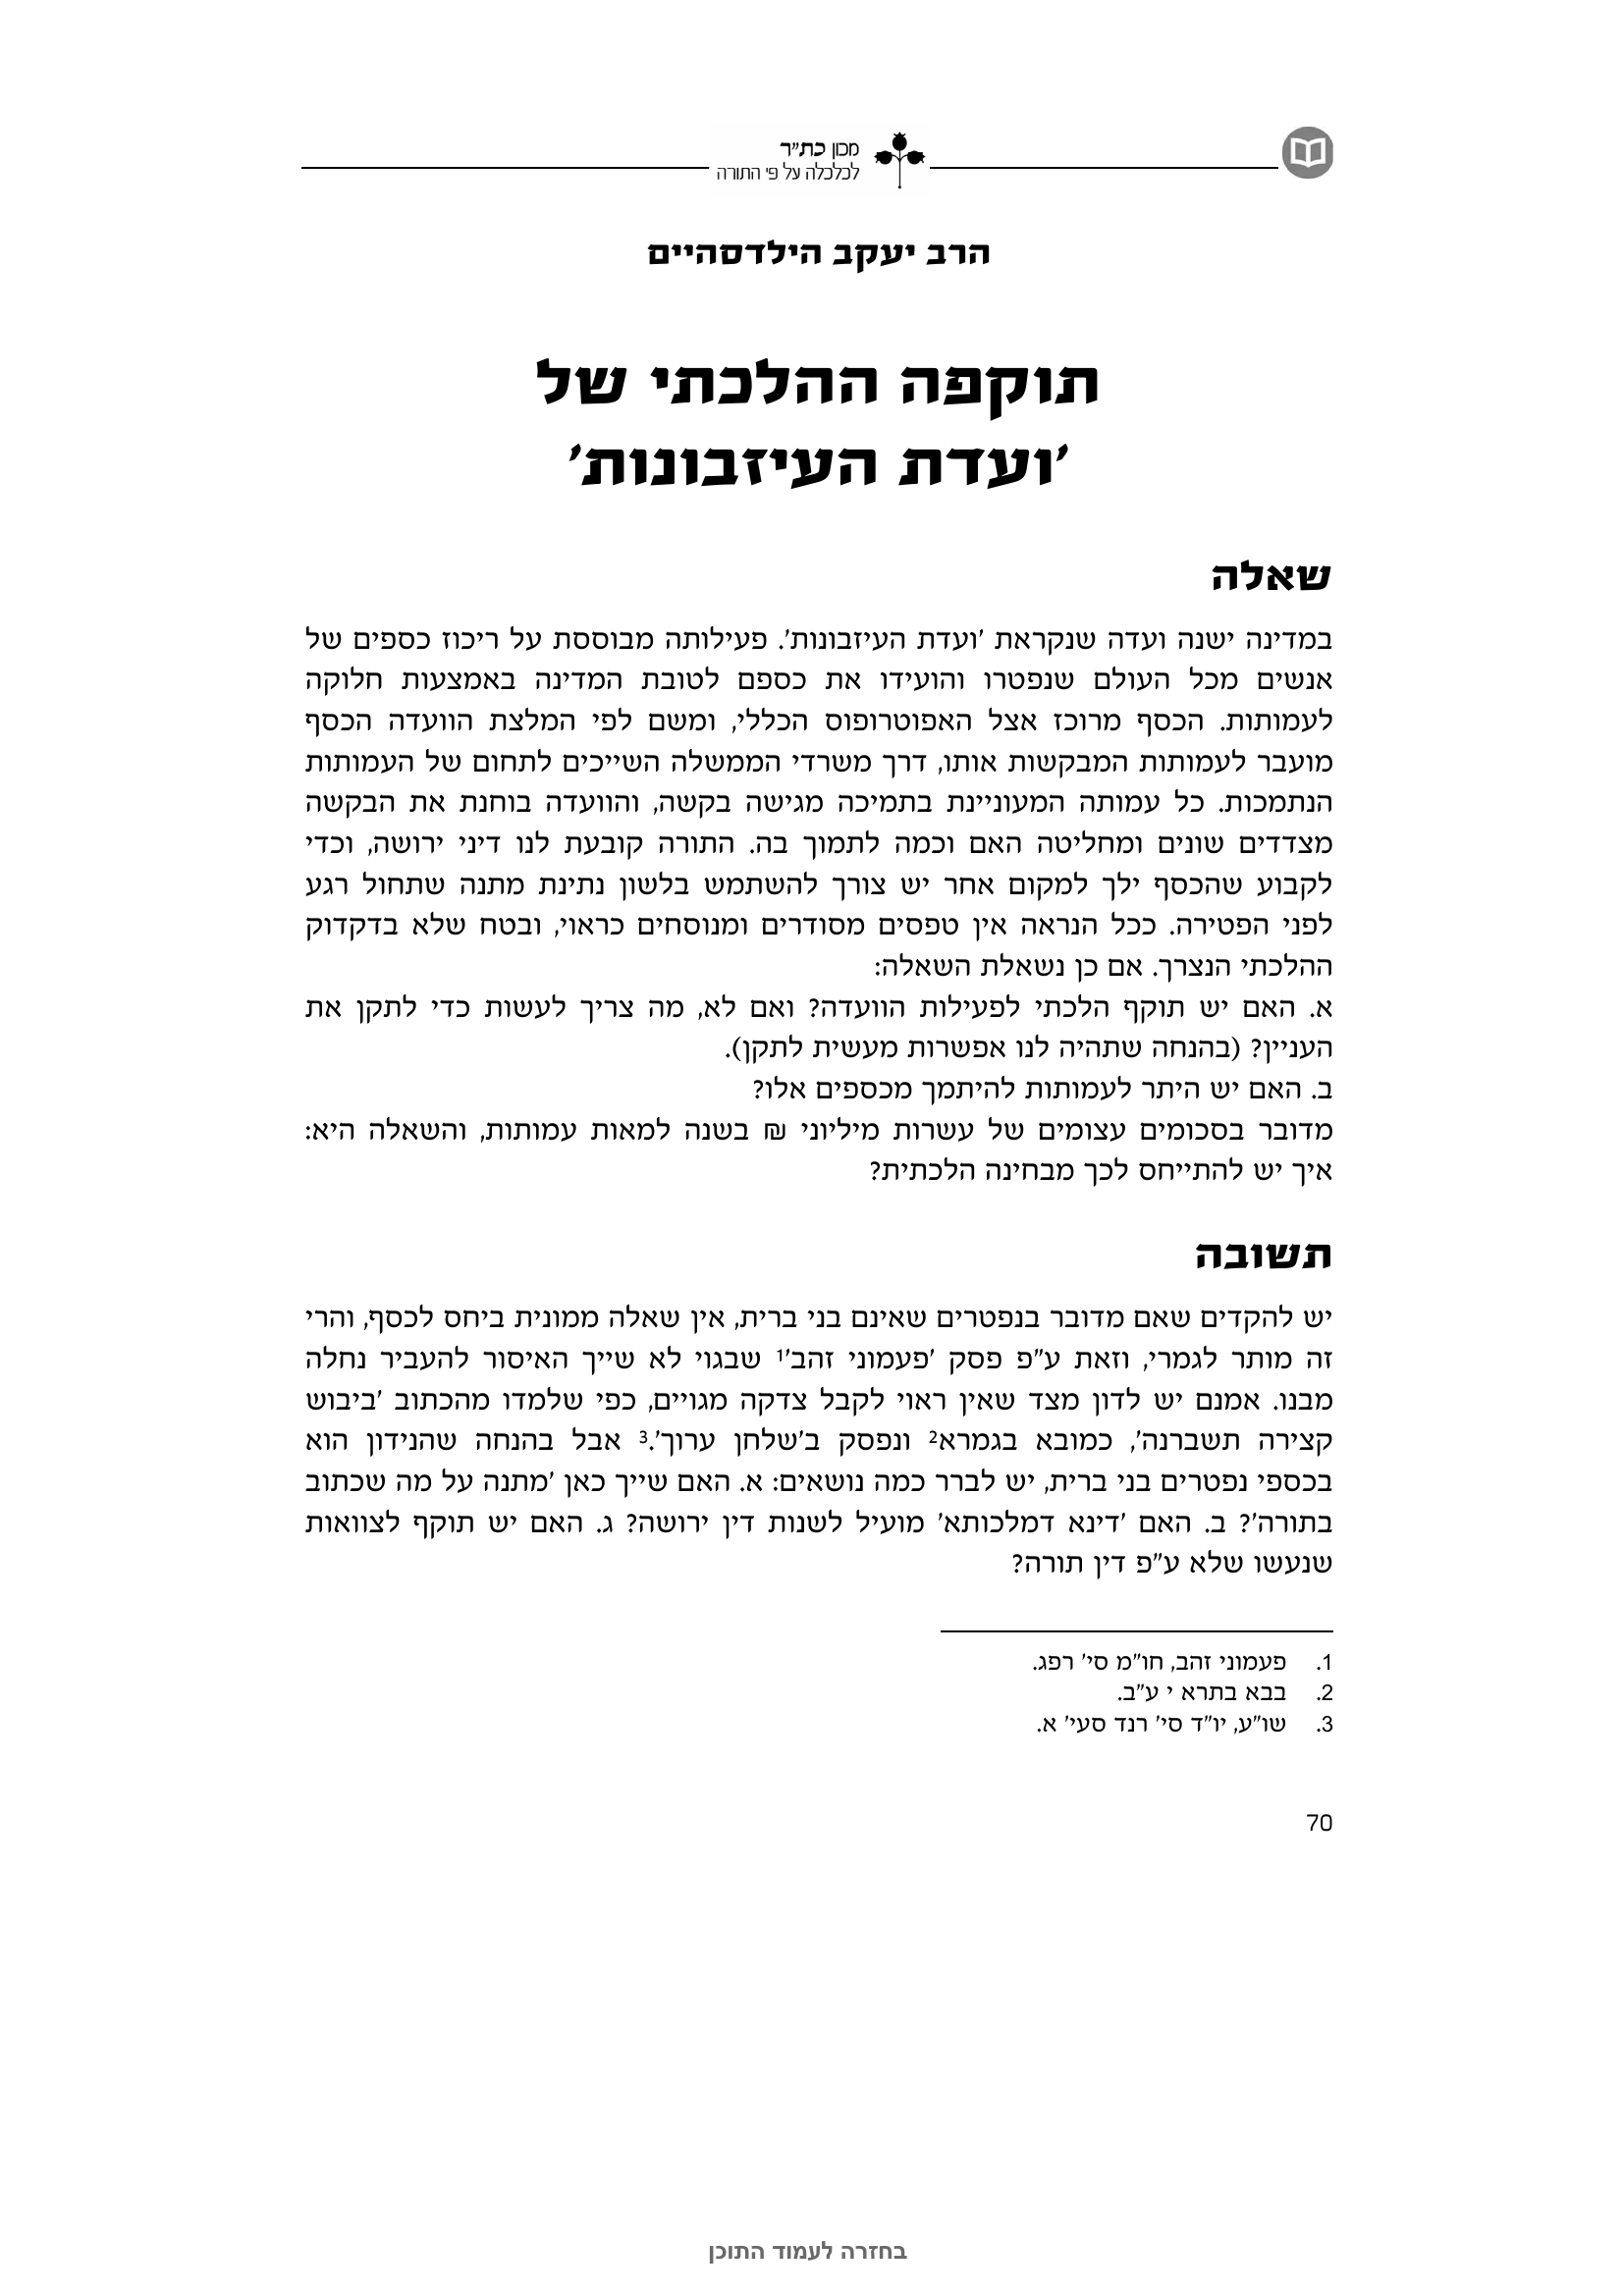 מכון כת״ר
לכלכלה על פי התורה
הרב יעקב הילדסהיים
תוקפה ההלכתי של
'ועדת העיזבונות'
שאלה
במדינה ישנה ועדה שנקראת 'ועדת העיזבונות'. פעילותה מבוססת על ריכוז כספים של
אנשים מכל העולם שנפטרו והועידו את כספם לטובת המדינה באמצעות חלוקה
לעמותות. הכסף מרוכז אצל האפוטרופוס הכללי, ומשם לפי המלצת הוועדה הכסף
מועבר לעמותות המבקשות אותו, דרך משרדי הממשלה השייכים לתחום של העמותות
הנתמכות. כל עמותה המעוניינת בתמיכה מגישה בקשה, והוועדה בוחנת את הבקשה
מצדדים שונים ומחליטה האם וכמה לתמוך בה. התורה קובעת לנו דיני ירושה, וכדי
לקבוע שהכסף ילך למקום אחר יש צורך להשתמש בלשון נתינת מתנה שתחול רגע
לפני הפטירה. ככל הנראה אין טפסים מסודרים ומנוסחים כראוי, ובטח שלא בדקדוק
ההלכתי הנצרך. אם כן נשאלת השאלה:
א. האם יש תוקף הלכתי לפעילות הוועדה? ואם לא, מה צריך לעשות כדי לתקן את
העניין? (בהנחה שתהיה לנו אפשרות מעשית לתקן).
ב. האם יש היתר לעמותות להיתמך מכספים אלו?
מדובר בסכומים עצומים של עשרות מיליוני ₪ בשנה למאות עמותות, והשאלה היא:
איך יש להתייחס לכך מבחינה הלכתית?
תשובה
יש להקדים שאם מדובר בנפטרים שאינם בני ברית, אין שאלה ממונית ביחס לכסף, והרי
זה מותר לגמרי, וזאת ע״פ פסק 'פעמוני זהב'1 שבגוי לא שייך האיסור להעביר נחלה
מבנו. אמנם יש לדון מצד שאין ראוי לקבל צדקה מגויים, כפי שלמדו מהכתוב 'ביבוש
קצירה תשברנה', כמובא בגמרא2 ונפסק ב'שלחן ערוך'.3 אבל בהנחה שהנידון הוא
בכספי נפטרים בני ברית, יש לברר כמה נושאים: א. האם שייך כאן 'מתנה על מה שכתוב
בתורה'? ב. האם 'דינא דמלכותא' מועיל לשנות דין ירושה? ג. האם יש תוקף לצוואות
שנעשו שלא ע״פ דין תורה?
1. פעמוני זהב, חו״מ סי' רפג.
2. בבא בתרא י ע״ב.
3. שו״ע, יו״ד סי' רנד סעי' א.
70
בחזרה לעמוד התוכן